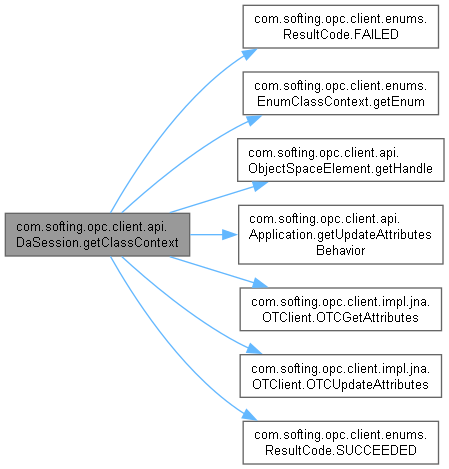 com.softing.opc.client.api.
DaSession.getClassContext
com.softing.opc.client.enums.
ResultCode.FAILED
com.softing.opc.client.enums.
EnumClassContext.getEnum
com.softing.opc.client.api.
ObjectSpaceElement.getHandle
com.softing.opc.client.api.
Application.getUpdateAttributes
Behavior
com.softing.opc.client.impl.jna.
OTClient.OTCGetAttributes
com.softing.opc.client.impl.jna.
OTClient.OTCUpdateAttributes
com.softing.opc.client.enums.
ResultCode.SUCCEEDED